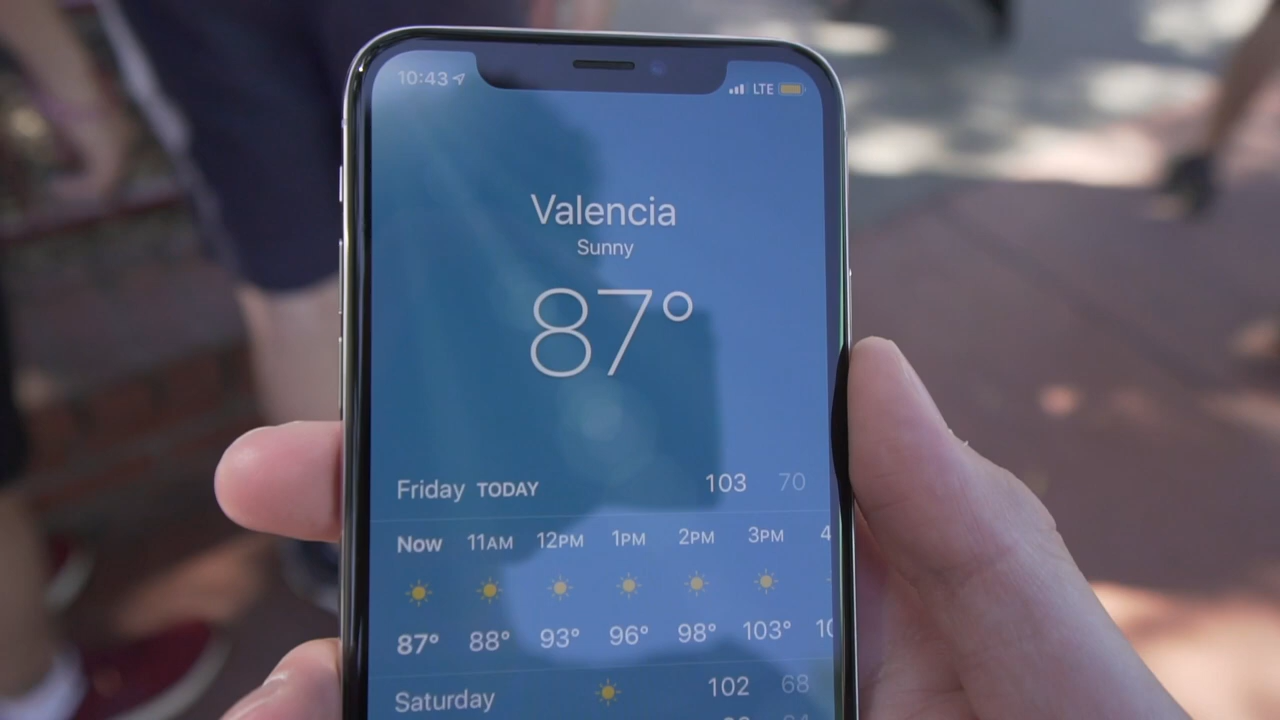 10:43 LTE
Valencia
Sunny
87°
Friday TODAY 103 70
Now 11AM 12PM 1PM 2PM 3PM
87° 88° 93° 96° 98° 103°
Saturday 102 68